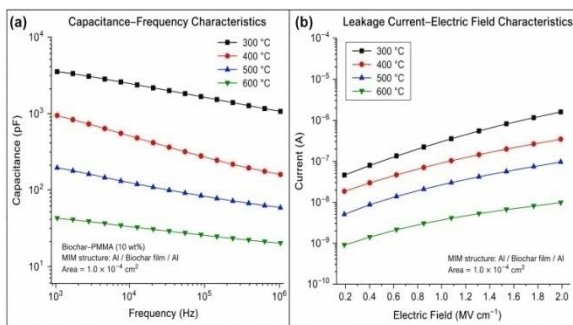 (a) Capacitance–Frequency Characteristics
Capacitance (pF)
10⁴
10³
10²
10¹
300 °C
400 °C
500 °C
600 °C
Biochar–PMMA (10 wt%)
MIM structure: Al / Biochar film / Al
Area = 1.0 × 10⁻⁴ cm²
10³ 10⁴ 10⁵ 10⁶
Frequency (Hz)
(b) Leakage Current–Electric Field Characteristics
Current (A)
10⁻⁴
10⁻⁵
10⁻⁶
10⁻⁷
10⁻⁸
10⁻⁹
10⁻¹⁰
300 °C
400 °C
500 °C
600 °C
MIM structure: Al / Biochar film / Al
Area = 1.0 × 10⁻⁴ cm²
0.2 0.4 0.6 0.8 1.0 1.2 1.4 1.6 1.8 2.0
Electric Field (MV cm⁻¹)